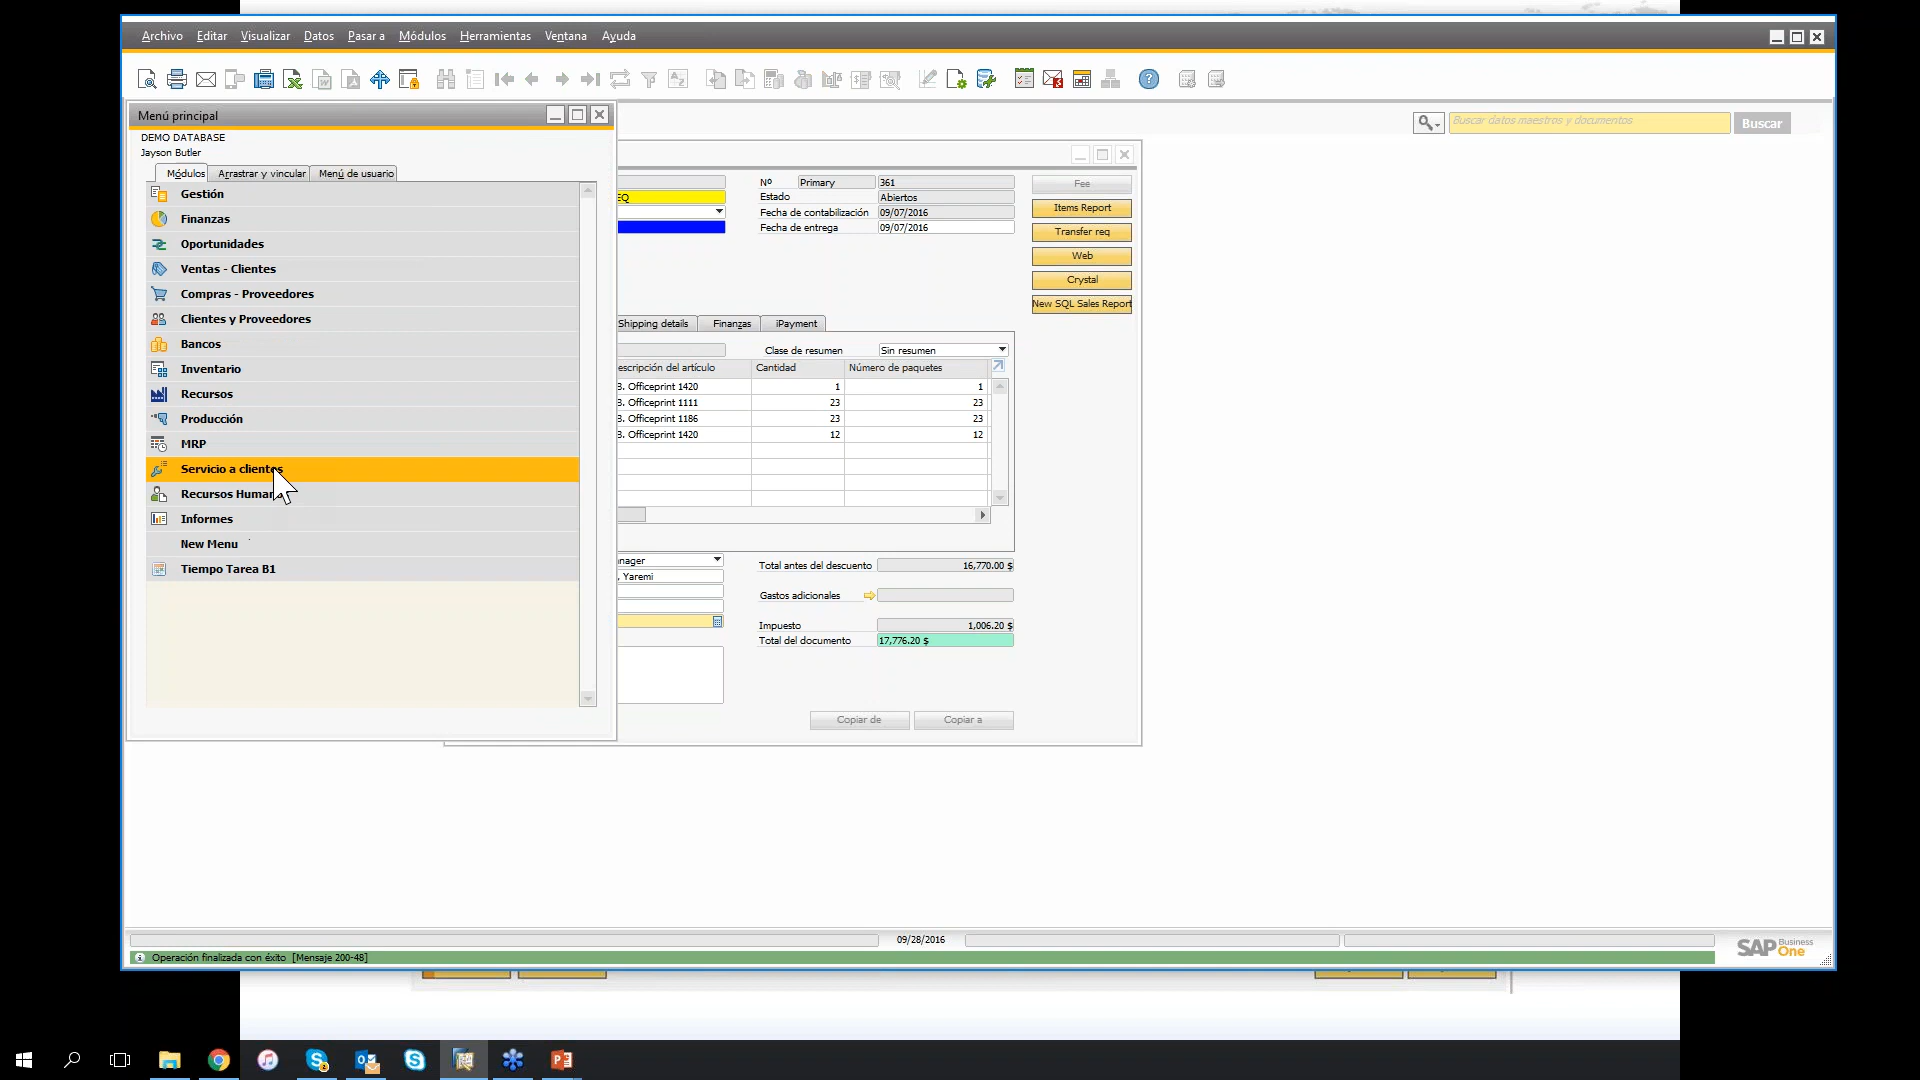 Archivo Editar Visualizar Datos Pasar a Módulos Herramientas Ventana Ayuda
Buscar datos maestros y documentos
Buscar
Menú principal
DEMO DATABASE
Jayson Butler
Módulos Arrastrar y vincular Menú de usuario
Gestión
Finanzas
Oportunidades
Ventas - Clientes
Compras - Proveedores
Clientes y Proveedores
Bancos
Inventario
Recursos
Producción
MRP
Servicio a clientes
Recursos Human
Informes
New Menu
Tiempo Tarea B1
EQ
Nº Primary 361
Estado Abiertos
Fecha de contabilización 09/07/2016
Fecha de entrega 09/07/2016
Fee
Items Report
Transfer req
Web
Crystal
New SQL Sales Report
Shipping details Finanzas iPayment
Clase de resumen Sin resumen
escripción del artículo Cantidad Número de paquetes
B. Officeprint 1420 1 1
B. Officeprint 1111 23 23
B. Officeprint 1186 23 23
B. Officeprint 1420 12 12
nager
, Yaremi
Total antes del descuento 16,770.00 $
Gastos adicionales
Impuesto 1,006.20 $
Total del documento 17,776.20 $
Copiar de Copiar a
09/28/2016
Operación finalizada con éxito [Mensaje 200-48]
SAP Business One